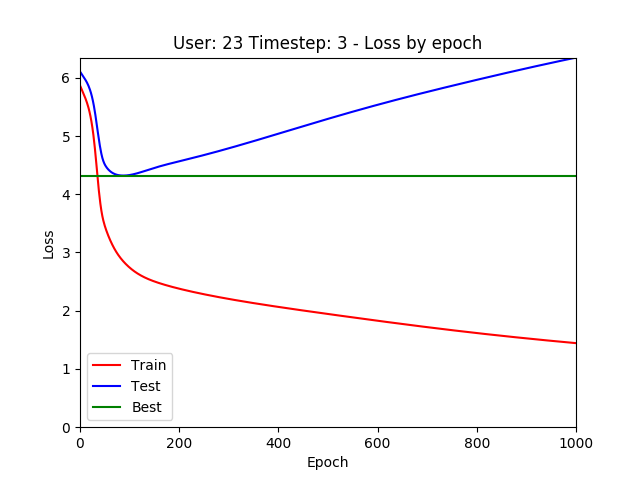 User: 23 Timestep: 3 - Loss by epoch
6
5
4
3
2
1
0
Loss
Train
Test
Best
0 200 400 600 800 1000
Epoch